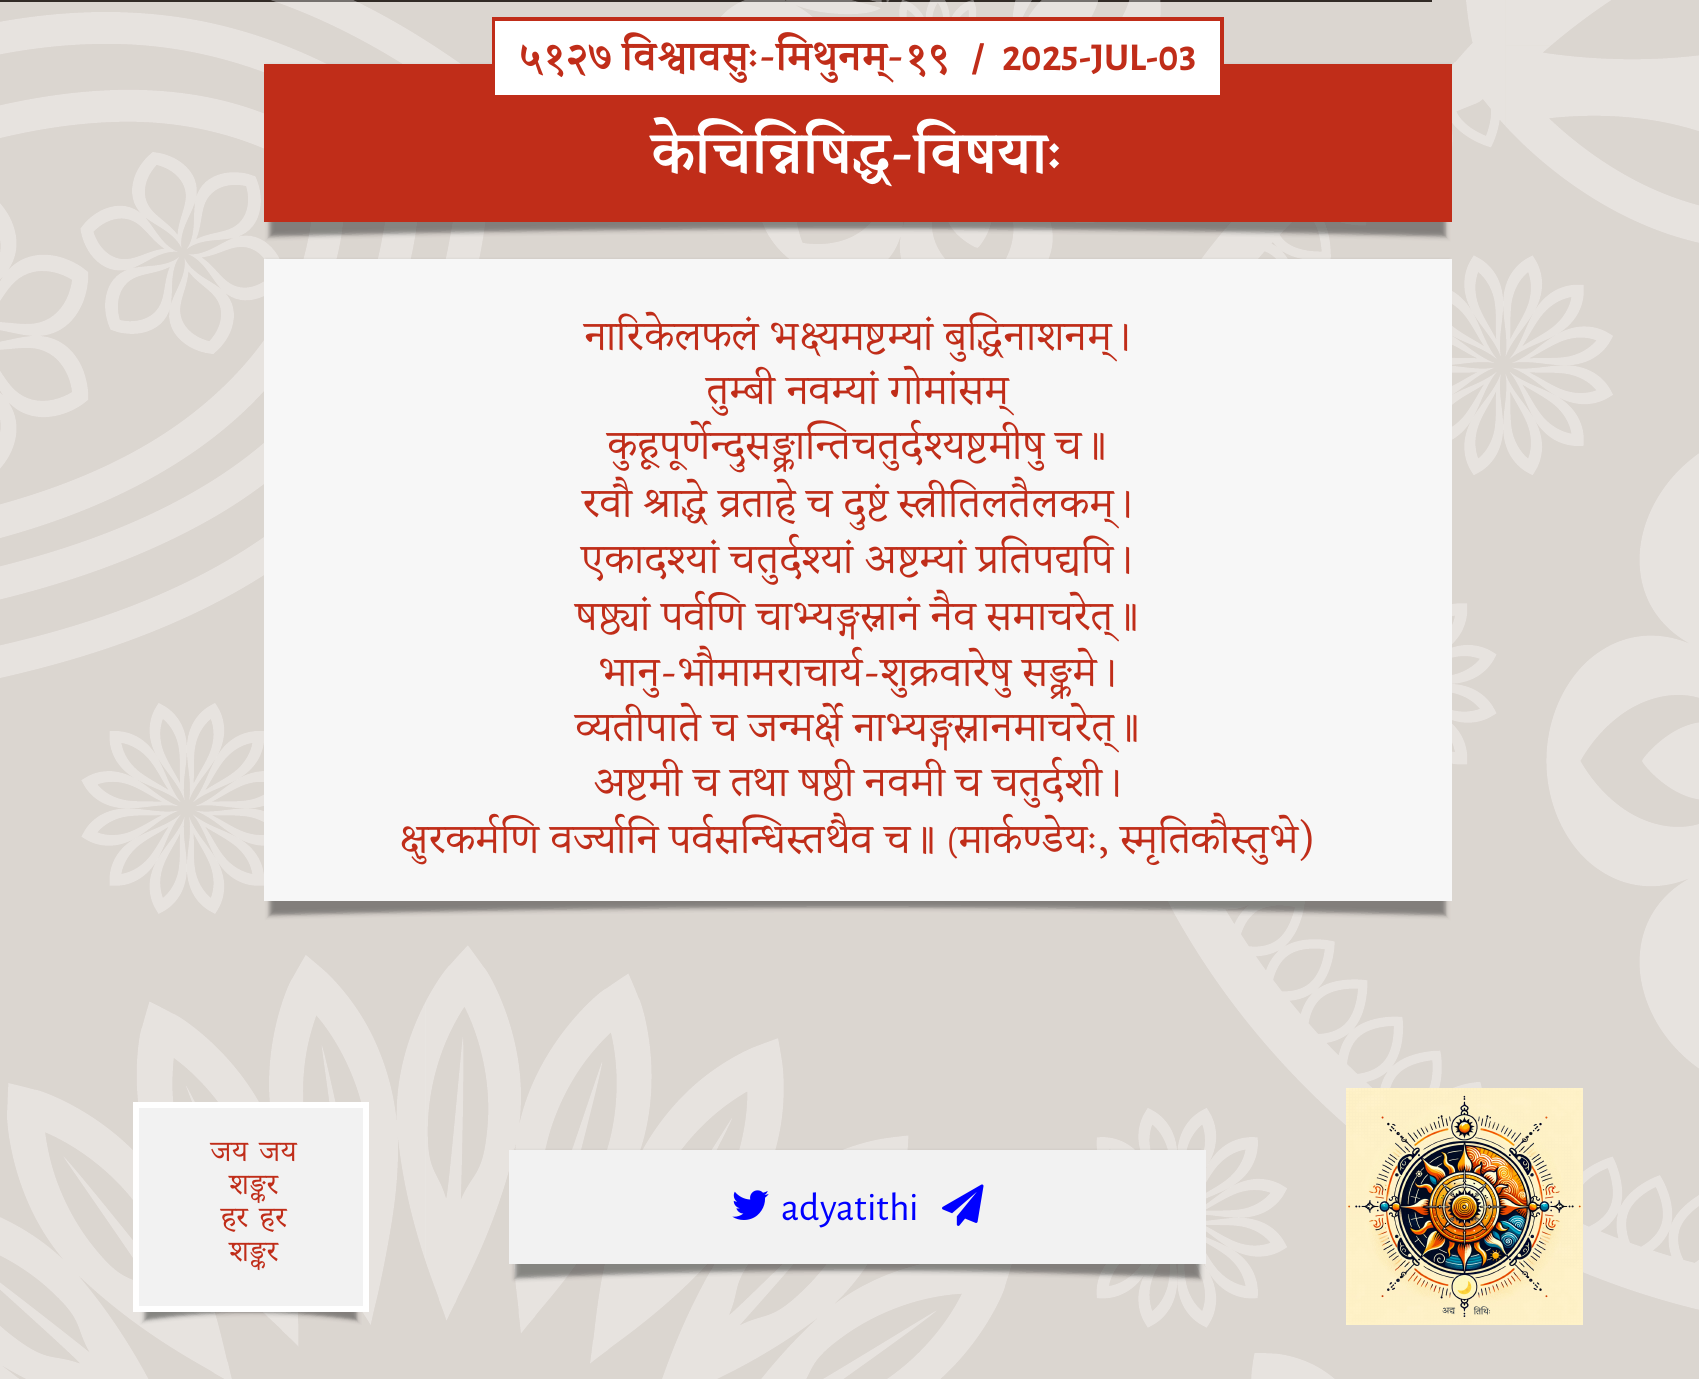 ५१२७ विश्वावसुः-मिथुनम्-१९ / 2025-JUL-03
केचिन्निषिद्ध-विषयाः
नारिकेलफलं भक्ष्यमष्टम्यां बुद्धिनाशनम्।
तुम्बी नवम्यां गोमांसम्
कुहूपूर्णेन्दुसङ्क्रान्तिचतुर्दश्यष्टमीषु च॥
रवौ श्राद्धे व्रताहे च दुष्टं स्त्रीतिलतैलकम्।
एकादश्यां चतुर्दश्यां अष्टम्यां प्रतिपद्यपि।
षष्ठ्यां पर्वणि चाभ्यङ्गस्नानं नैव समाचरेत्॥
भानु-भौमामराचार्य-शुक्रवारेषु सङ्क्रमे।
व्यतीपाते च जन्मर्क्षे नाभ्यङ्गस्नानमाचरेत्॥
अष्टमी च तथा षष्ठी नवमी च चतुर्दशी।
क्षुरकर्मणि वर्ज्यानि पर्वसन्धिस्तथैव च॥ (मार्कण्डेयः, स्मृतिकौस्तुभे)
जय जय
शङ्कर
हर हर
शङ्कर
adyatithi
अद्य तिथिः